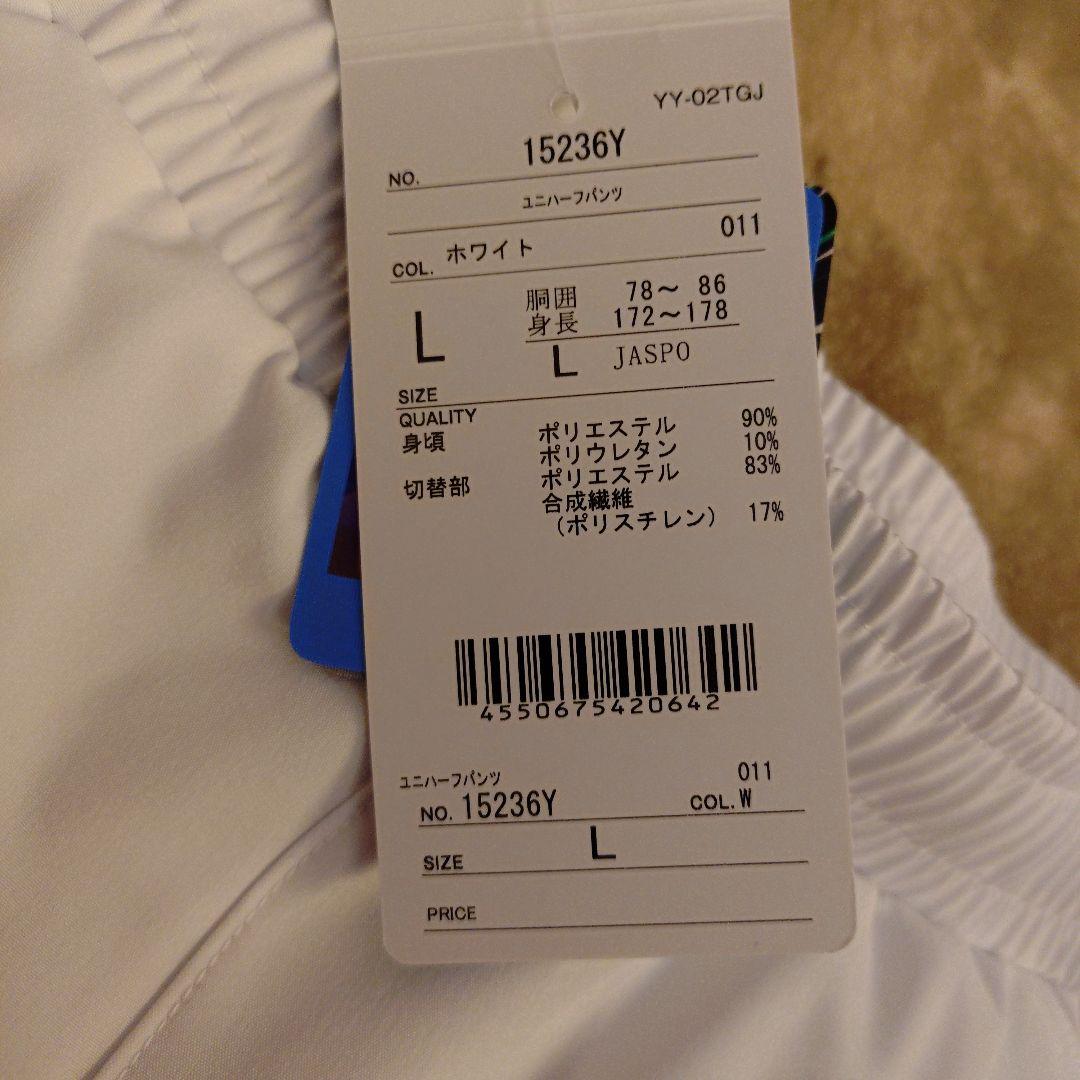 YY-02TGJ
NO. 15236Y
ユニハーフパンツ
COL. ホワイト 011
胴囲 78～ 86
身長 172～178
L
L JASPO
SIZE
QUALITY
身頃 ポリエステル 90%
ポリウレタン 10%
切替部 ポリエステル 83%
合成繊維
(ポリスチレン) 17%
4550675420642
ユニハーフパンツ 011
NO. 15236Y COL. W
SIZE L
PRICE